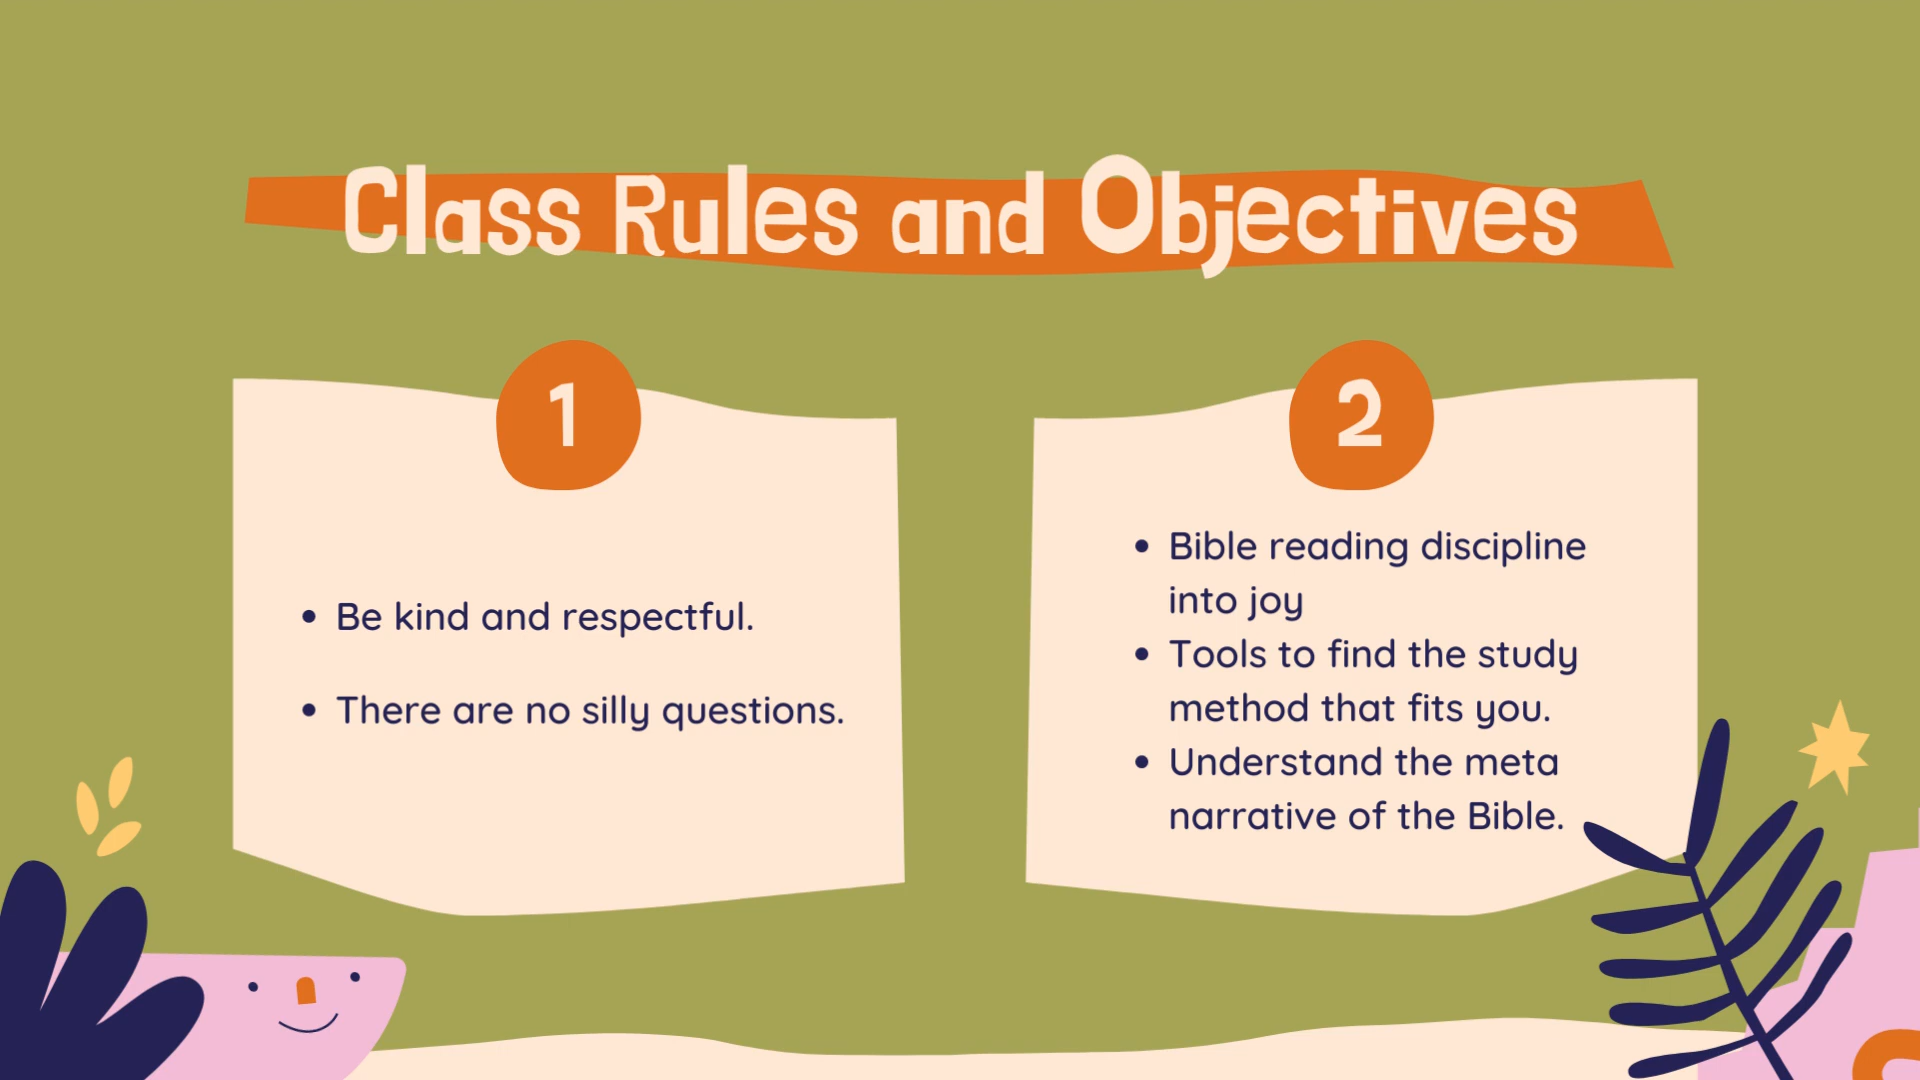 Class Rules and Objectives
1
• Be kind and respectful.
• There are no silly questions.
2
• Bible reading discipline
into joy
• Tools to find the study
method that fits you.
• Understand the meta
narrative of the Bible.